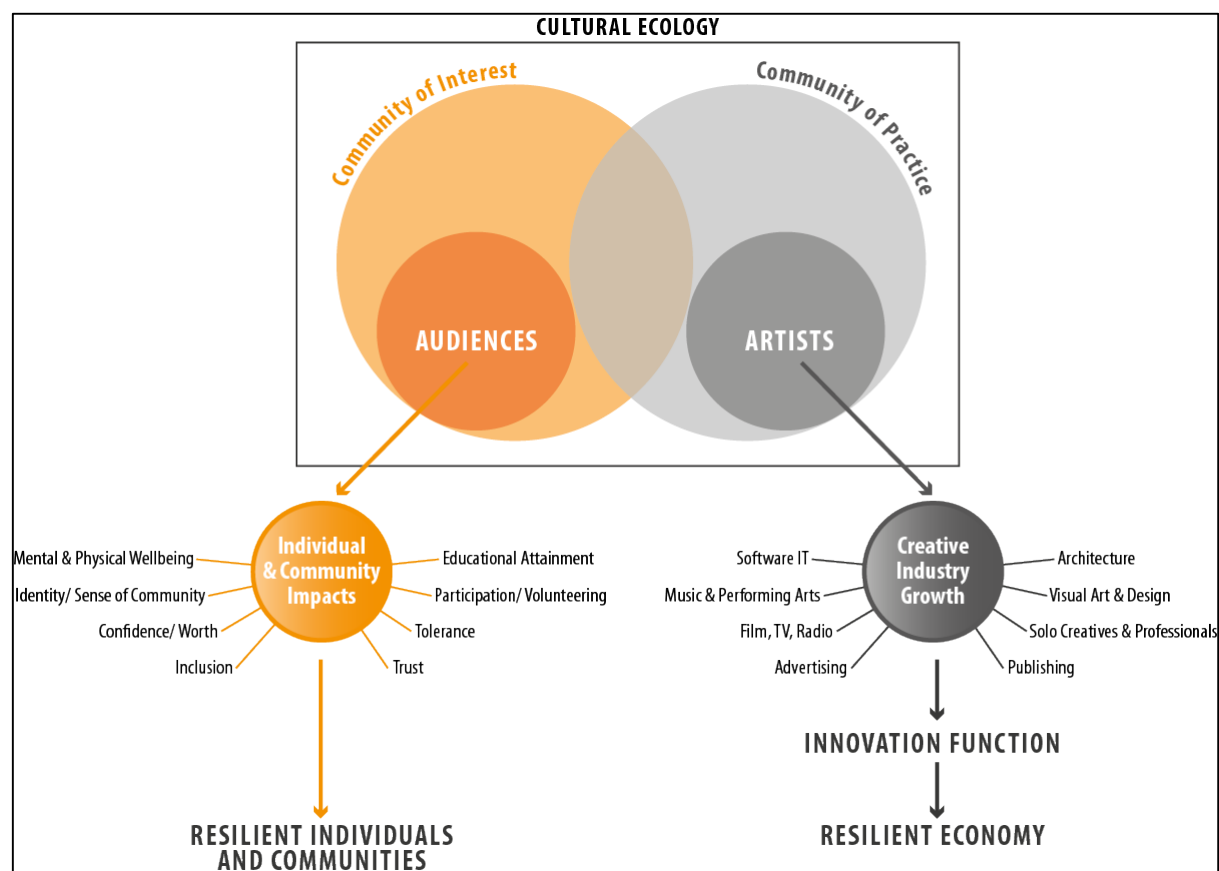 CULTURAL ECOLOGY
Community of Interest
Community of Practice
AUDIENCES
ARTISTS
Individual
& Community
Impacts
Mental & Physical Wellbeing
Identity/ Sense of Community
Confidence/ Worth
Inclusion
Educational Attainment
Participation/ Volunteering
Tolerance
Trust
RESILIENT INDIVIDUALS
AND COMMUNITIES
Creative
Industry
Growth
Software IT
Music & Performing Arts
Film, TV, Radio
Advertising
Architecture
Visual Art & Design
Solo Creatives & Professionals
Publishing
INNOVATION FUNCTION
RESILIENT ECONOMY